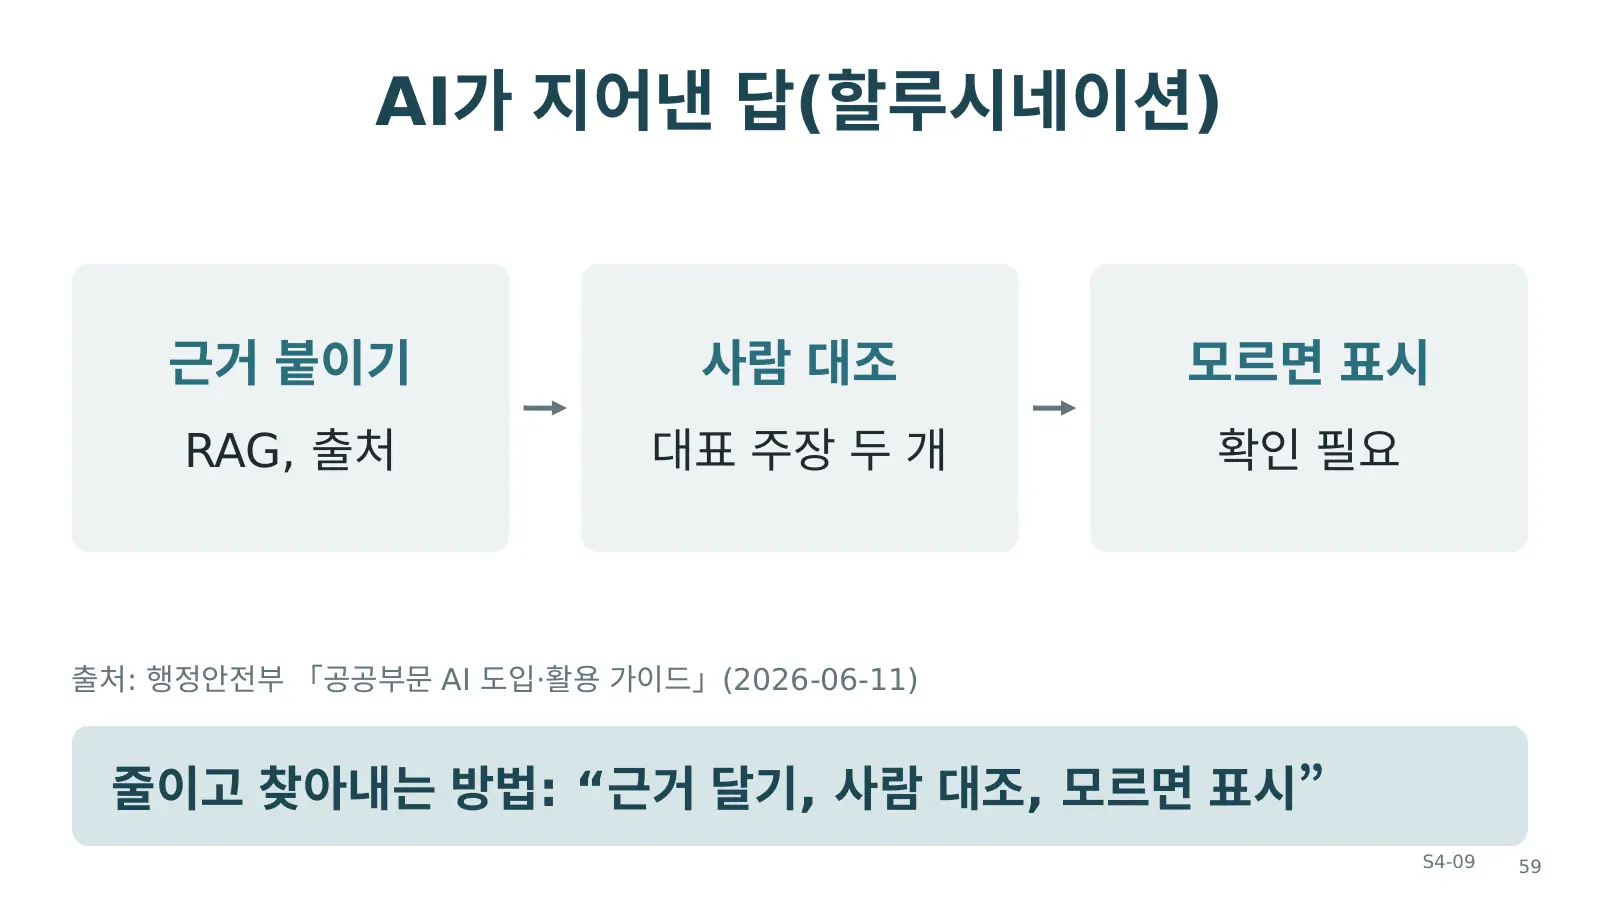 AI가 지어낸 답(할루시네이션)
근거 붙이기
RAG, 출처
사람 대조
대표 주장 두 개
모르면 표시
확인 필요
출처: 행정안전부 「공공부문 AI 도입·활용 가이드」(2026-06-11)
줄이고 찾아내는 방법: “근거 달기, 사람 대조, 모르면 표시”
S4-09
59